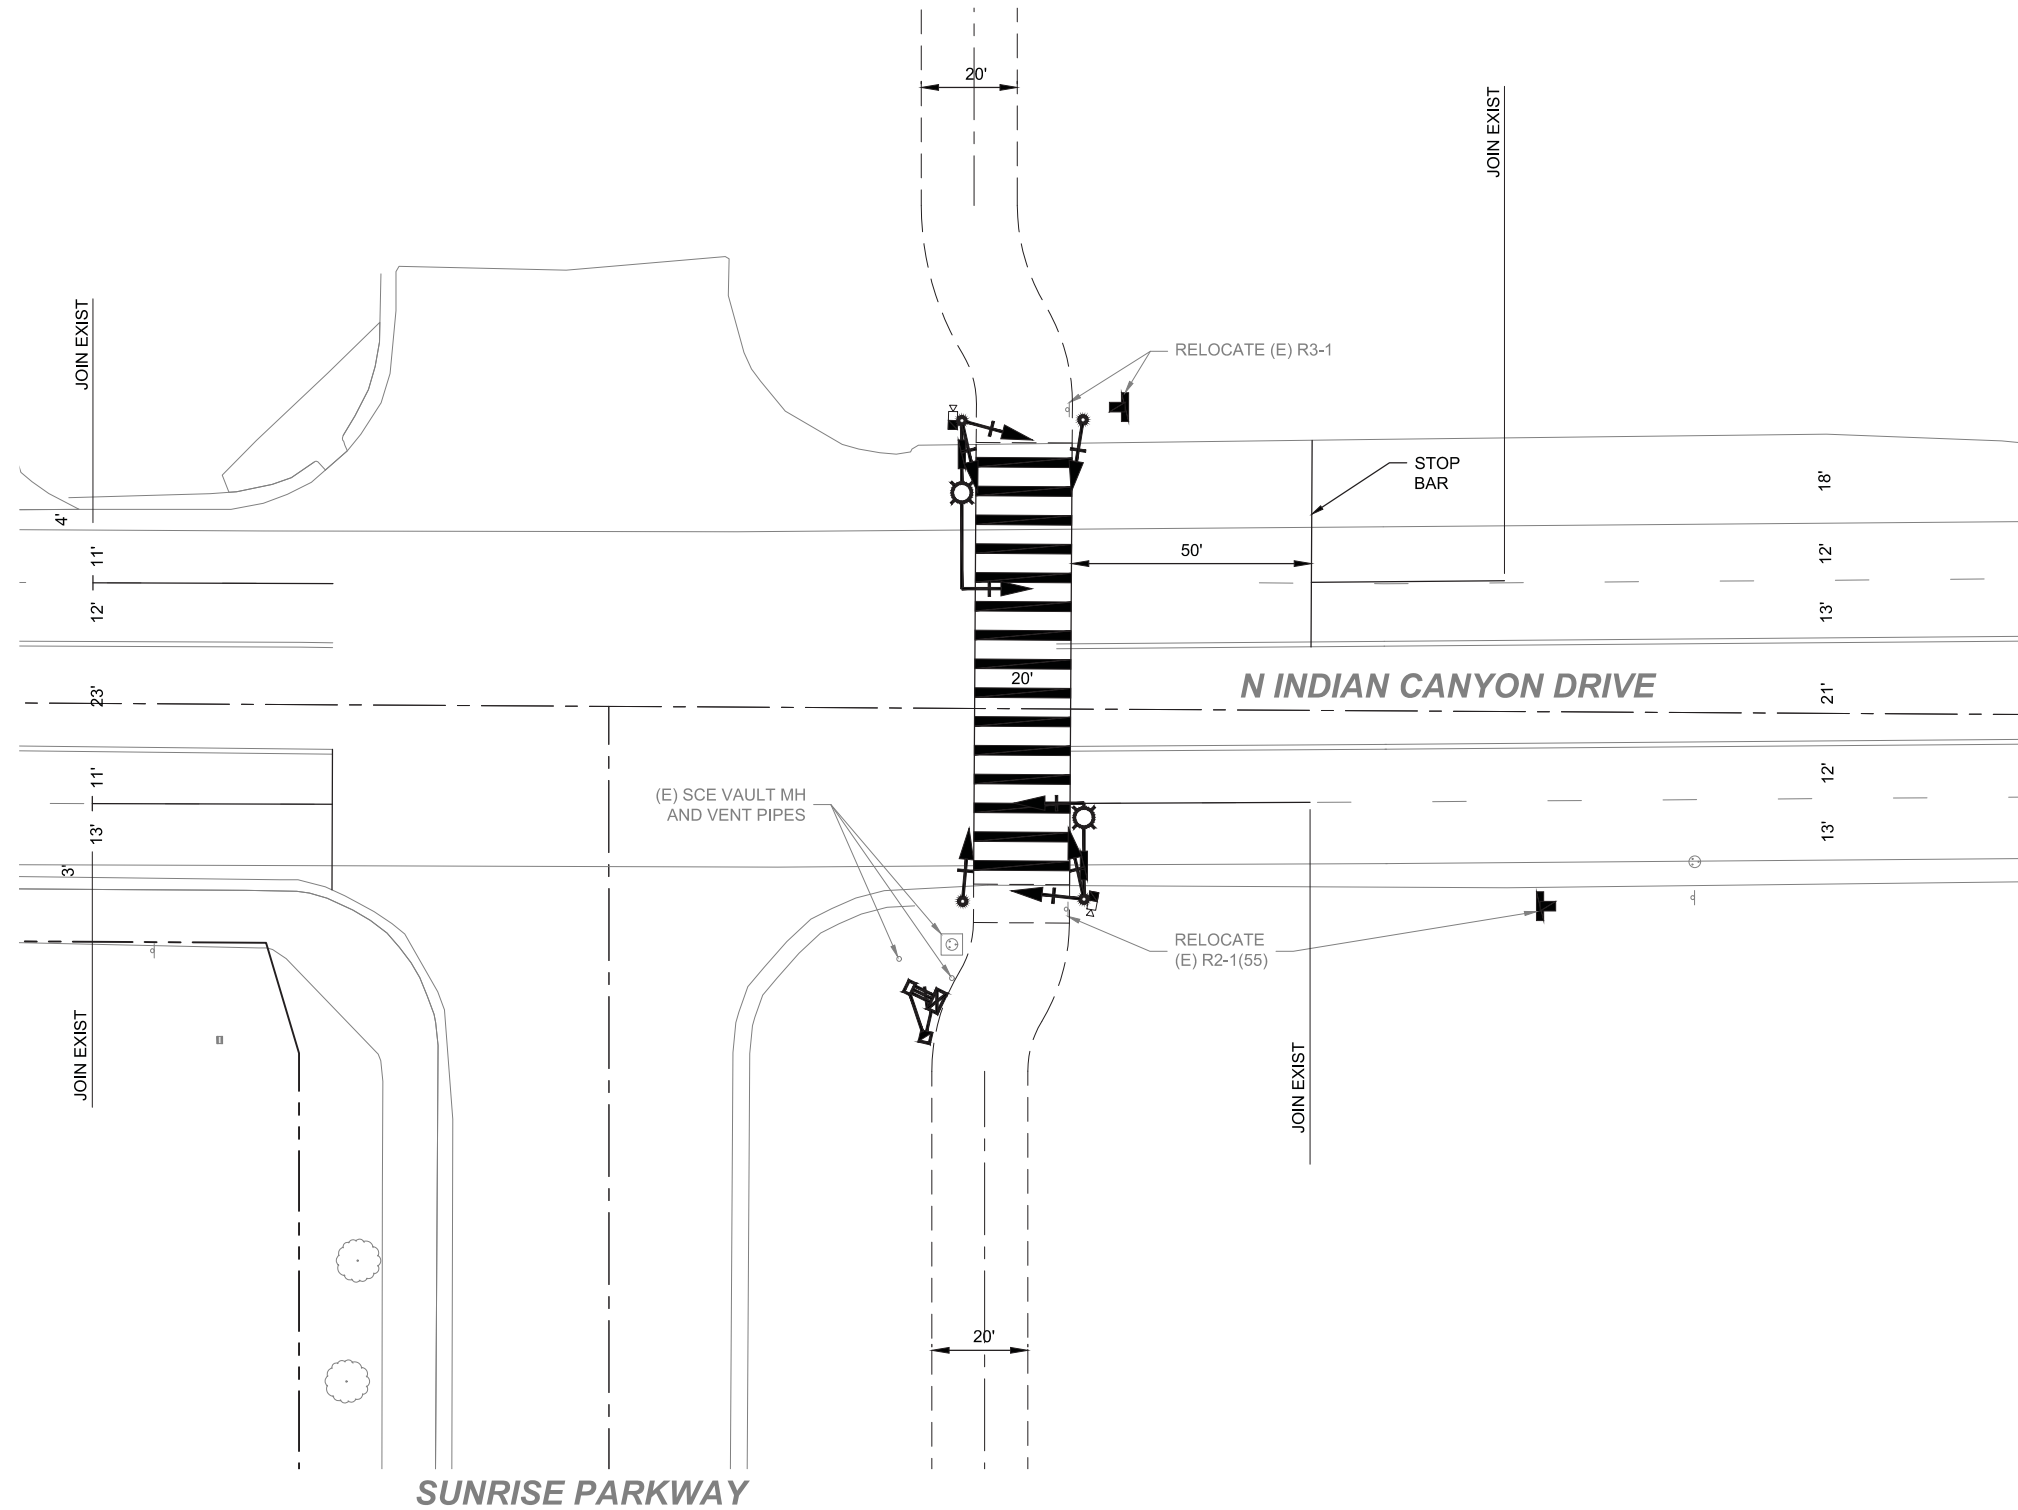 20'
JOIN EXIST
JOIN EXIST
RELOCATE (E) R3-1
STOP
BAR
18'
4'
11'
12'
50'
12'
13'
20'
N INDIAN CANYON DRIVE
23'
21'
(E) SCE VAULT MH
AND VENT PIPES
11'
12'
13'
13'
3'
RELOCATE
(E) R2-1(55)
JOIN EXIST
JOIN EXIST
20'
SUNRISE PARKWAY